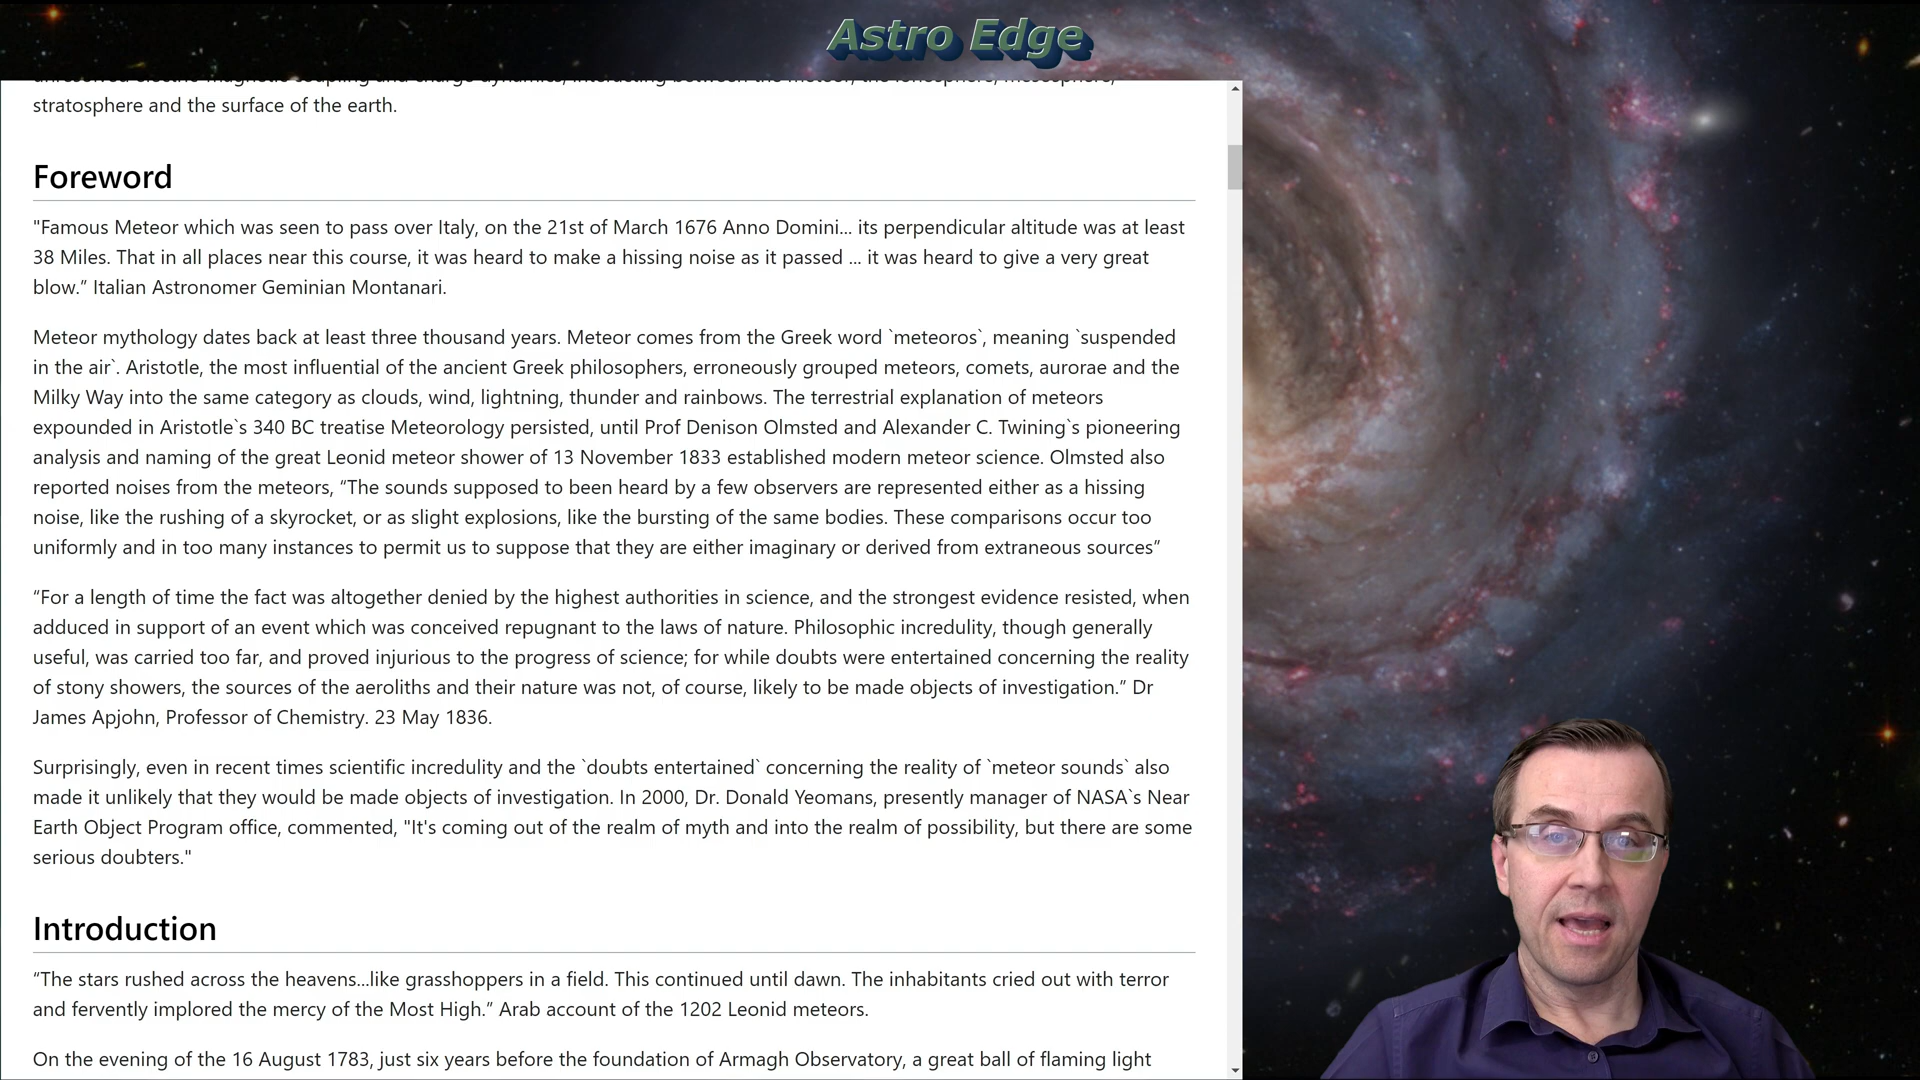 Astro Edge
unresolved electro-magnetic coupling and charge dynamics, interacting between the meteor, the ionosphere, mesosphere,
stratosphere and the surface of the earth.
Foreword
"Famous Meteor which was seen to pass over Italy, on the 21st of March 1676 Anno Domini... its perpendicular altitude was at least
38 Miles. That in all places near this course, it was heard to make a hissing noise as it passed ... it was heard to give a very great
blow.” Italian Astronomer Geminian Montanari.
Meteor mythology dates back at least three thousand years. Meteor comes from the Greek word `meteoros`, meaning `suspended
in the air`. Aristotle, the most influential of the ancient Greek philosophers, erroneously grouped meteors, comets, aurorae and the
Milky Way into the same category as clouds, wind, lightning, thunder and rainbows. The terrestrial explanation of meteors
expounded in Aristotle`s 340 BC treatise Meteorology persisted, until Prof Denison Olmsted and Alexander C. Twining`s pioneering
analysis and naming of the great Leonid meteor shower of 13 November 1833 established modern meteor science. Olmsted also
reported noises from the meteors, “The sounds supposed to been heard by a few observers are represented either as a hissing
noise, like the rushing of a skyrocket, or as slight explosions, like the bursting of the same bodies. These comparisons occur too
uniformly and in too many instances to permit us to suppose that they are either imaginary or derived from extraneous sources”
“For a length of time the fact was altogether denied by the highest authorities in science, and the strongest evidence resisted, when
adduced in support of an event which was conceived repugnant to the laws of nature. Philosophic incredulity, though generally
useful, was carried too far, and proved injurious to the progress of science; for while doubts were entertained concerning the reality
of stony showers, the sources of the aeroliths and their nature was not, of course, likely to be made objects of investigation.” Dr
James Apjohn, Professor of Chemistry. 23 May 1836.
Surprisingly, even in recent times scientific incredulity and the `doubts entertained` concerning the reality of `meteor sounds` also
made it unlikely that they would be made objects of investigation. In 2000, Dr. Donald Yeomans, presently manager of NASA`s Near
Earth Object Program office, commented, "It's coming out of the realm of myth and into the realm of possibility, but there are some
serious doubters."
Introduction
“The stars rushed across the heavens...like grasshoppers in a field. This continued until dawn. The inhabitants cried out with terror
and fervently implored the mercy of the Most High.” Arab account of the 1202 Leonid meteors.
On the evening of the 16 August 1783, just six years before the foundation of Armagh Observatory, a great ball of flaming light